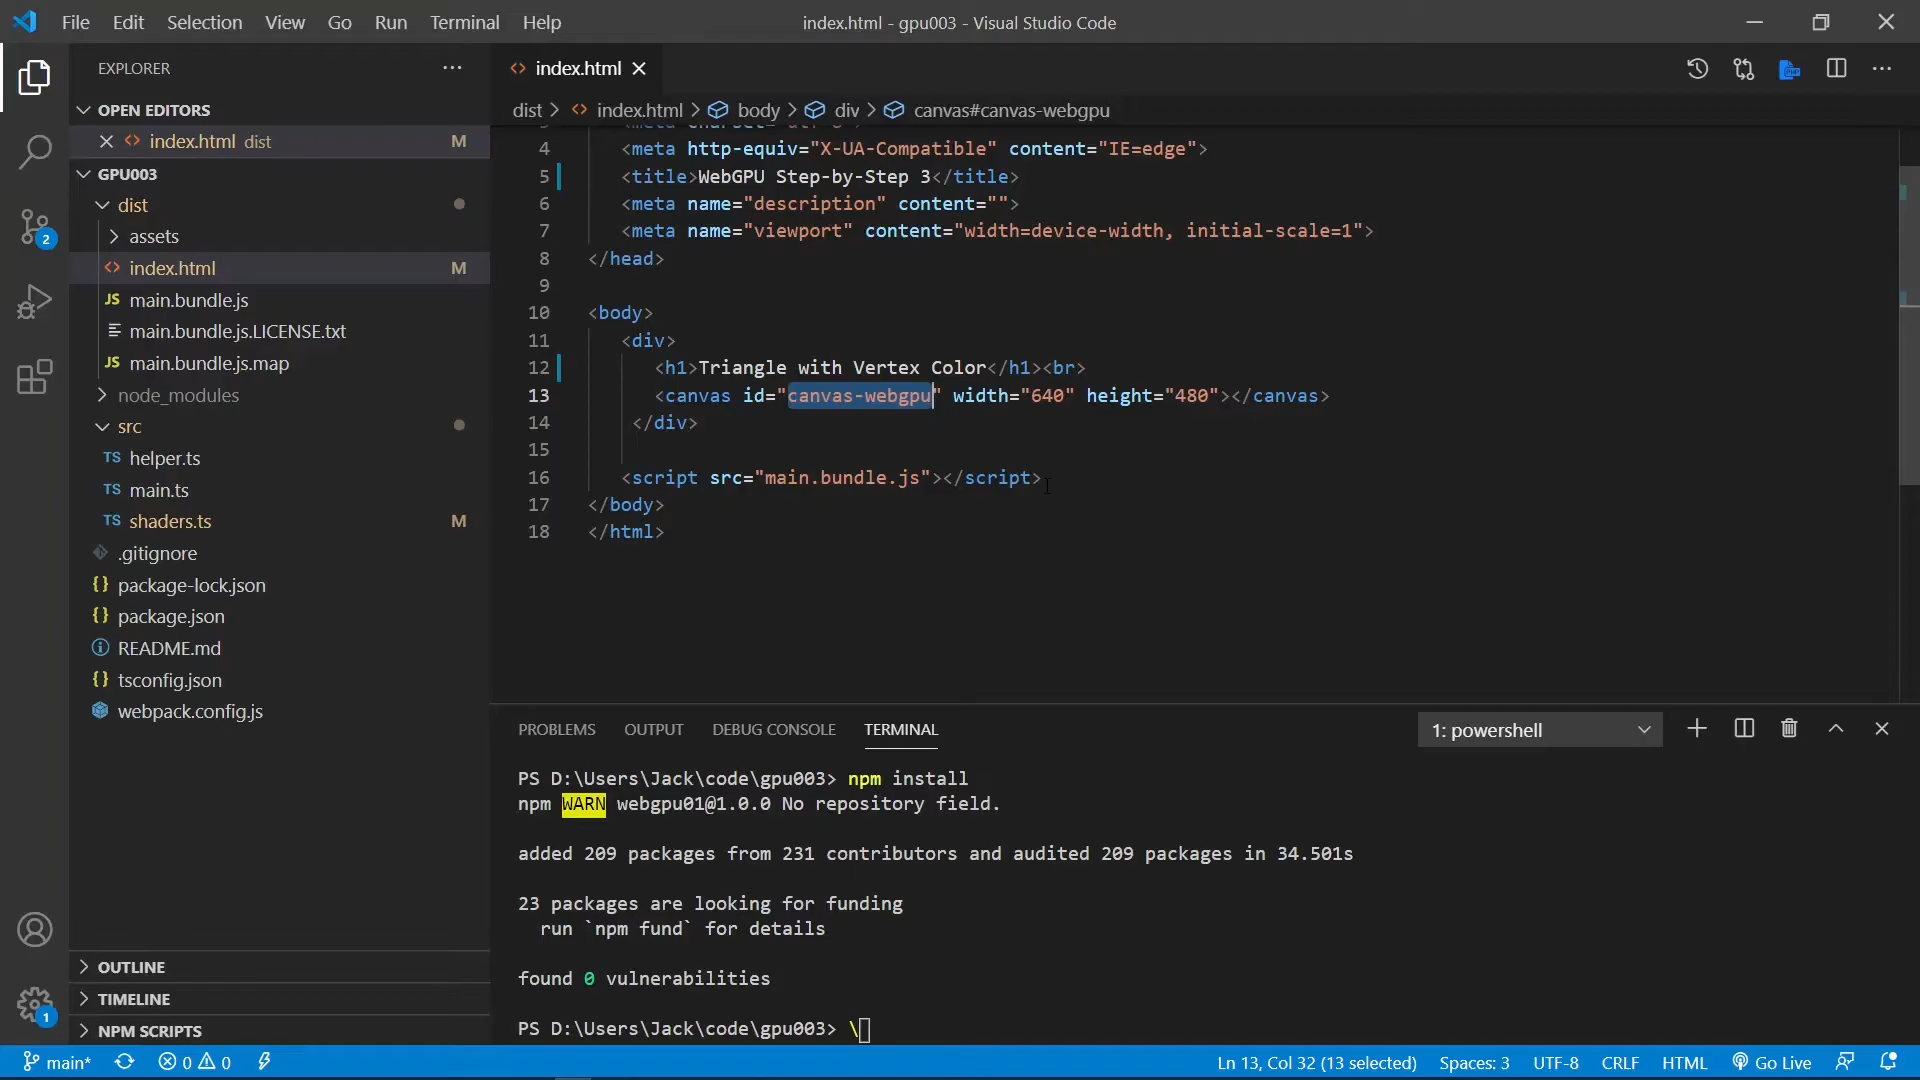 File Edit Selection View Go Run Terminal Help
index.html - gpu003 - Visual Studio Code
EXPLORER ···
OPEN EDITORS
index.html dist M
GPU003
dist
assets
index.html M
JS main.bundle.js
main.bundle.js.LICENSE.txt
JS main.bundle.js.map
node_modules
src
TS helper.ts
TS main.ts
TS shaders.ts M
.gitignore
{} package-lock.json
{} package.json
README.md
{} tsconfig.json
webpack.config.js
OUTLINE
TIMELINE
NPM SCRIPTS
2
1
index.html
dist > index.html > body > div > canvas#canvas-webgpu
4 <meta http-equiv="X-UA-Compatible" content="IE=edge">
5 <title>WebGPU Step-by-Step 3</title>
6 <meta name="description" content="">
7 <meta name="viewport" content="width=device-width, initial-scale=1">
8 </head>
9
10 <body>
11 <div>
12 <h1>Triangle with Vertex Color</h1><br>
13 <canvas id="canvas-webgpu" width="640" height="480"></canvas>
14 </div>
15
16 <script src="main.bundle.js"></script>
17 </body>
18 </html>
PROBLEMS OUTPUT DEBUG CONSOLE TERMINAL
1: powershell
PS D:\Users\Jack\code\gpu003> npm install
npm WARN webgpu01@1.0.0 No repository field.
added 209 packages from 231 contributors and audited 209 packages in 34.501s
23 packages are looking for funding
run `npm fund` for details
found 0 vulnerabilities
PS D:\Users\Jack\code\gpu003> \
main* 0 0
Ln 13, Col 32 (13 selected) Spaces: 3 UTF-8 CRLF HTML Go Live